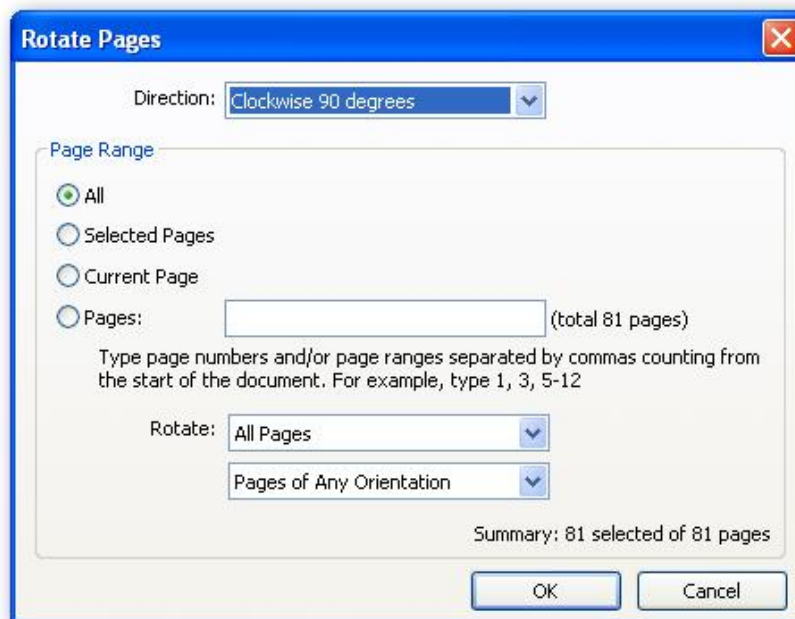 Rotate Pages
Direction: Clockwise 90 degrees
Page Range
All
Selected Pages
Current Page
Pages: (total 81 pages)
Type page numbers and/or page ranges separated by commas counting from
the start of the document. For example, type 1, 3, 5-12
Rotate: All Pages
Pages of Any Orientation
Summary: 81 selected of 81 pages
OK Cancel